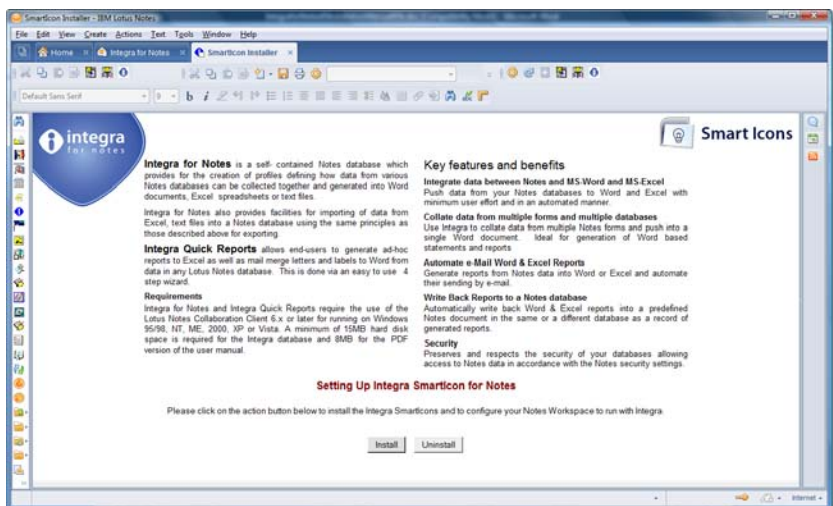 SmartIcon Installer - IBM Lotus Notes
File Edit View Create Actions Text Tools Window Help
Home
Integra for Notes
SmartIcon Installer
Default Sans Serif
9
b i
integra
for notes
Smart Icons
Integra for Notes is a self- contained Notes database which
provides for the creation of profiles defining how data from various
Notes databases can be collected together and generated into Word
documents, Excel spreadsheets or text files.
Integra for Notes also provides facilities for importing of data from
Excel, text files into a Notes database using the same principles as
those described above for exporting.
Integra Quick Reports allows end-users to generate ad-hoc
reports to Excel as well as mail merge letters and labels to Word from
data in any Lotus Notes database. This is done via an easy to use 4
step wizard.
Requirements
Integra for Notes and Integra Quick Reports require the use of the
Lotus Notes Collaboration Client 6.x or later for running on Windows
95/98, NT, ME, 2000, XP or Vista. A minimum of 15MB hard disk
space is required for the Integra database and 8MB for the PDF
version of the user manual.
Key features and benefits
Integrate data between Notes and MS-Word and MS-Excel
Push data from your Notes databases to Word and Excel with
minimum user effort and in an automated manner.
Collate data from multiple forms and multiple databases
Use Integra to collate data from multiple Notes forms and push into a
single Word document. Ideal for generation of Word based
statements and reports
Automate e-Mail Word & Excel Reports
Generate reports from Notes data into Word or Excel and automate
their sending by e-mail.
Write Back Reports to a Notes database
Automatically write back Word & Excel reports into a predefined
Notes document in the same or a different database as a record of
generated reports.
Security
Preserves and respects the security of your databases allowing
access to Notes data in accordance with the Notes security settings.
Setting Up Integra SmartIcon for Notes
Please click on the action button below to install the Integra SmartIcons and to configure your Notes Workspace to run with Integra.
Install
Uninstall
Internet